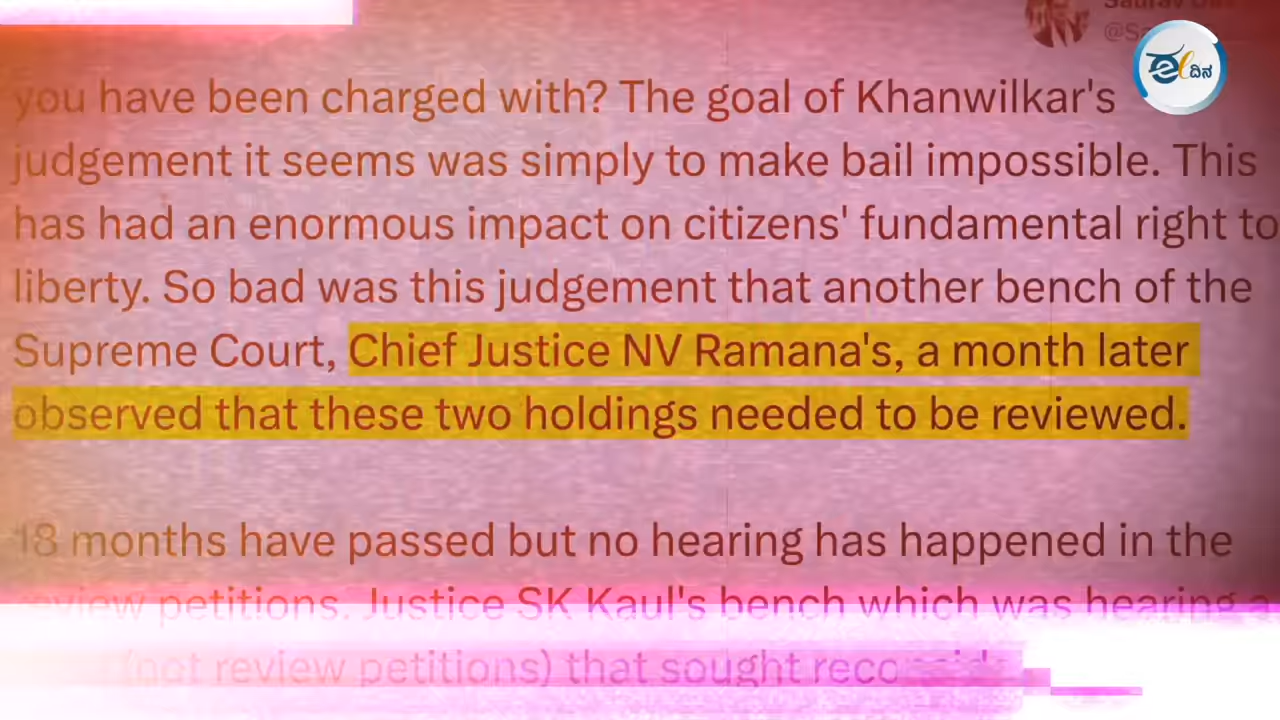 you have been charged with? The goal of Khanwilkar's
judgement it seems was simply to make bail impossible. This
has had an enormous impact on citizens' fundamental right to
liberty. So bad was this judgement that another bench of the
Supreme Court, Chief Justice NV Ramana's, a month later
observed that these two holdings needed to be reviewed.
18 months have passed but no hearing has happened in the
review petitions. Justice SK Kaul's bench which was hearing
(not review petitions) that sought